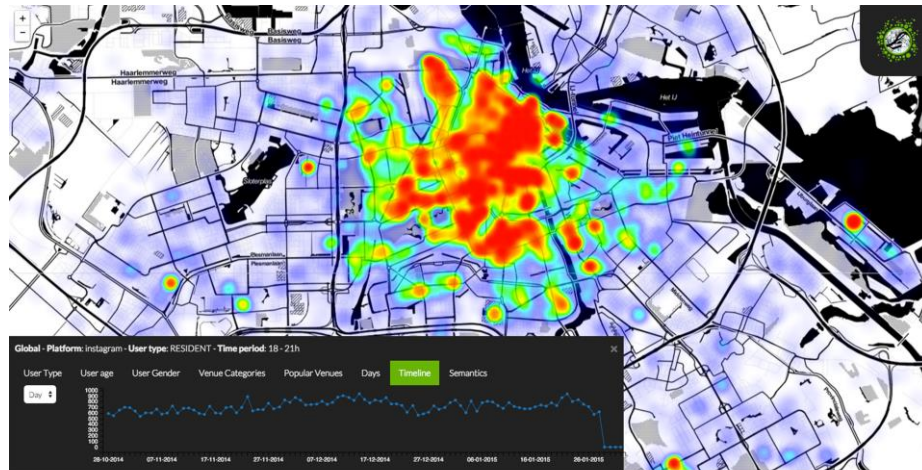 +
−
Basisweg
Basisweg
Haarlemmerweg
Haarlemmerweg
Het IJ
Piet Heintunnel
Sloterplas
Plesmanlaan
Plesmanlaan
Global - Platform: instagram - User type: RESIDENT - Time period: 18 - 21h
×
User Type User age User Gender Venue Categories Popular Venues Days Timeline Semantics
Day
1000
900
800
700
600
500
400
300
200
100
0
28-10-2014 07-11-2014 17-11-2014 27-11-2014 07-12-2014 17-12-2014 27-12-2014 06-01-2015 16-01-2015 26-01-2015